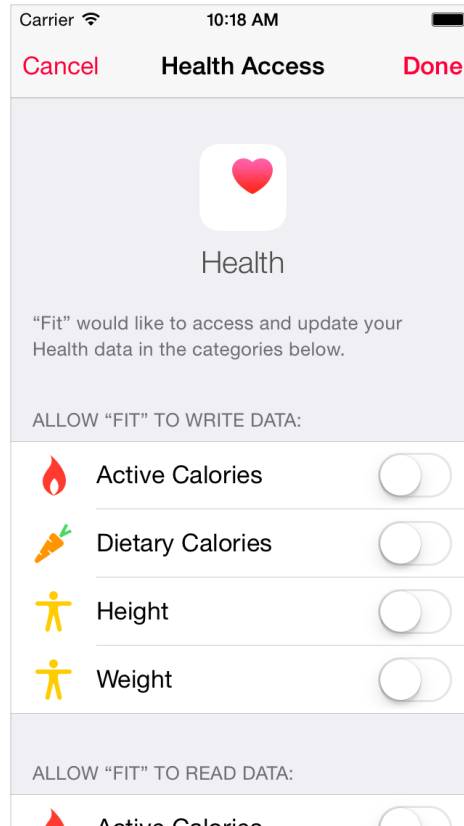 Carrier
10:18 AM
Cancel
Health Access
Done
Health
“Fit” would like to access and update your
Health data in the categories below.
ALLOW “FIT” TO WRITE DATA:
Active Calories
Dietary Calories
Height
Weight
ALLOW “FIT” TO READ DATA:
Active Calories